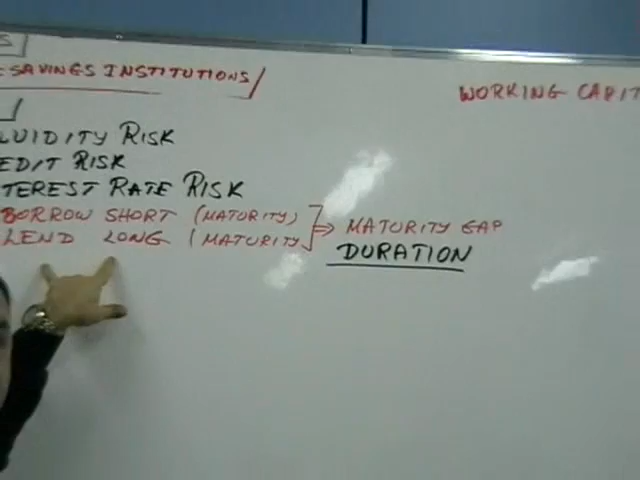 SAVINGS INSTITUTIONS
WORKING CAPIT
LUIDITY RISK
EDIT RISK
TEREST RATE RISK
BORROW SHORT (MATURITY)
LEND LONG (MATURITY
⇒ MATURITY GAP
DURATION